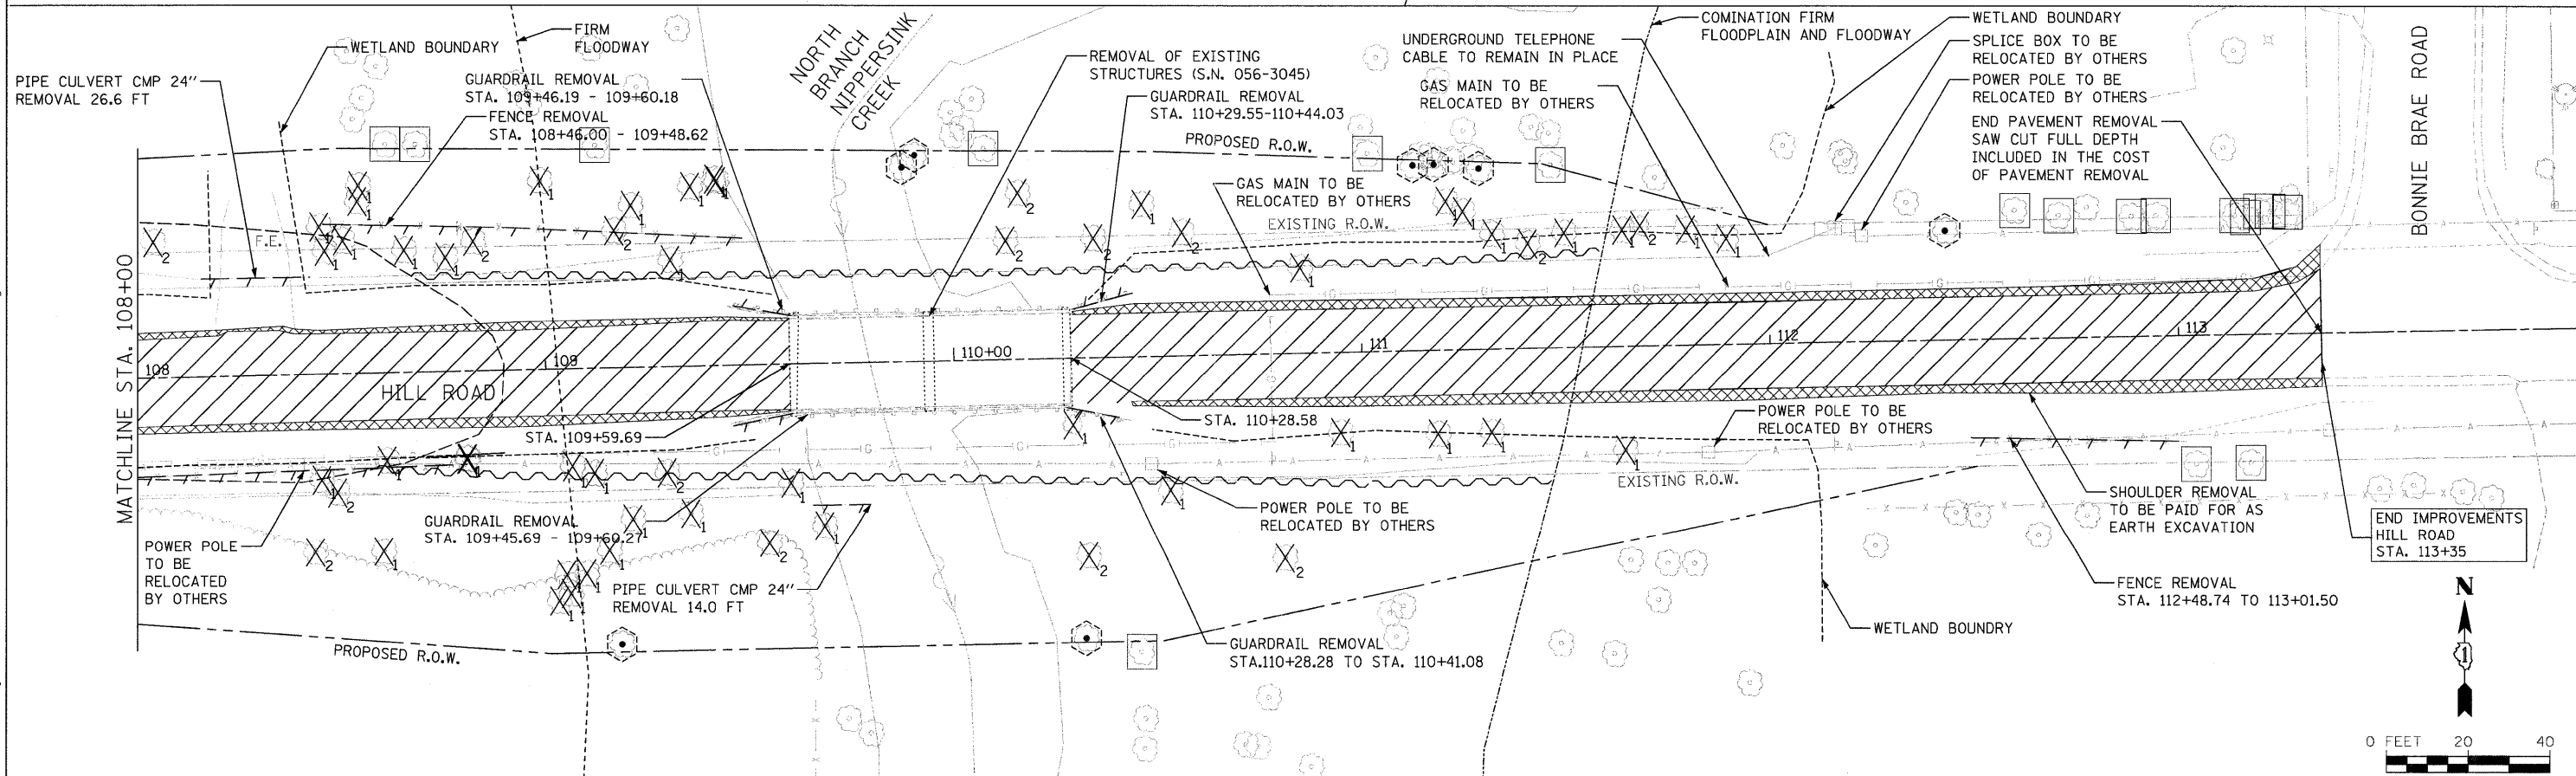 WETLAND BOUNDARY
FIRM
FLOODWAY
PIPE CULVERT CMP 24"
REMOVAL 26.6 FT
GUARDRAIL REMOVAL
STA. 109+46.19 - 109+60.18
FENCE REMOVAL
STA. 108+46.00 - 109+48.62
NORTH
BRANCH
NIPPERSINK
CREEK
REMOVAL OF EXISTING
STRUCTURES (S.N. 056-3045)
GUARDRAIL REMOVAL
STA. 110+29.55-110+44.03
PROPOSED R.O.W.
UNDERGROUND TELEPHONE
CABLE TO REMAIN IN PLACE
GAS MAIN TO BE
RELOCATED BY OTHERS
COMINATION FIRM
FLOODPLAIN AND FLOODWAY
WETLAND BOUNDARY
SPLICE BOX TO BE
RELOCATED BY OTHERS
POWER POLE TO BE
RELOCATED BY OTHERS
END PAVEMENT REMOVAL
SAW CUT FULL DEPTH
INCLUDED IN THE COST
OF PAVEMENT REMOVAL
BONNIE BRAE ROAD
GAS MAIN TO BE
RELOCATED BY OTHERS
EXISTING R.O.W.
F.E.
MATCHLINE STA. 108+00
108
109
110+00
111
112
113
HILL ROAD
STA. 109+59.69
STA. 110+28.58
POWER POLE TO BE
RELOCATED BY OTHERS
EXISTING R.O.W.
POWER POLE TO BE
RELOCATED BY OTHERS
SHOULDER REMOVAL
TO BE PAID FOR AS
EARTH EXCAVATION
END IMPROVEMENTS
HILL ROAD
STA. 113+35
GUARDRAIL REMOVAL
STA. 109+45.69 - 109+60.27
POWER POLE
TO BE
RELOCATED
BY OTHERS
PIPE CULVERT CMP 24"
REMOVAL 14.0 FT
FENCE REMOVAL
STA. 112+48.74 TO 113+01.50
WETLAND BOUNDRY
GUARDRAIL REMOVAL
STA.110+28.28 TO STA. 110+41.08
PROPOSED R.O.W.
N
1
0 FEET 20 40